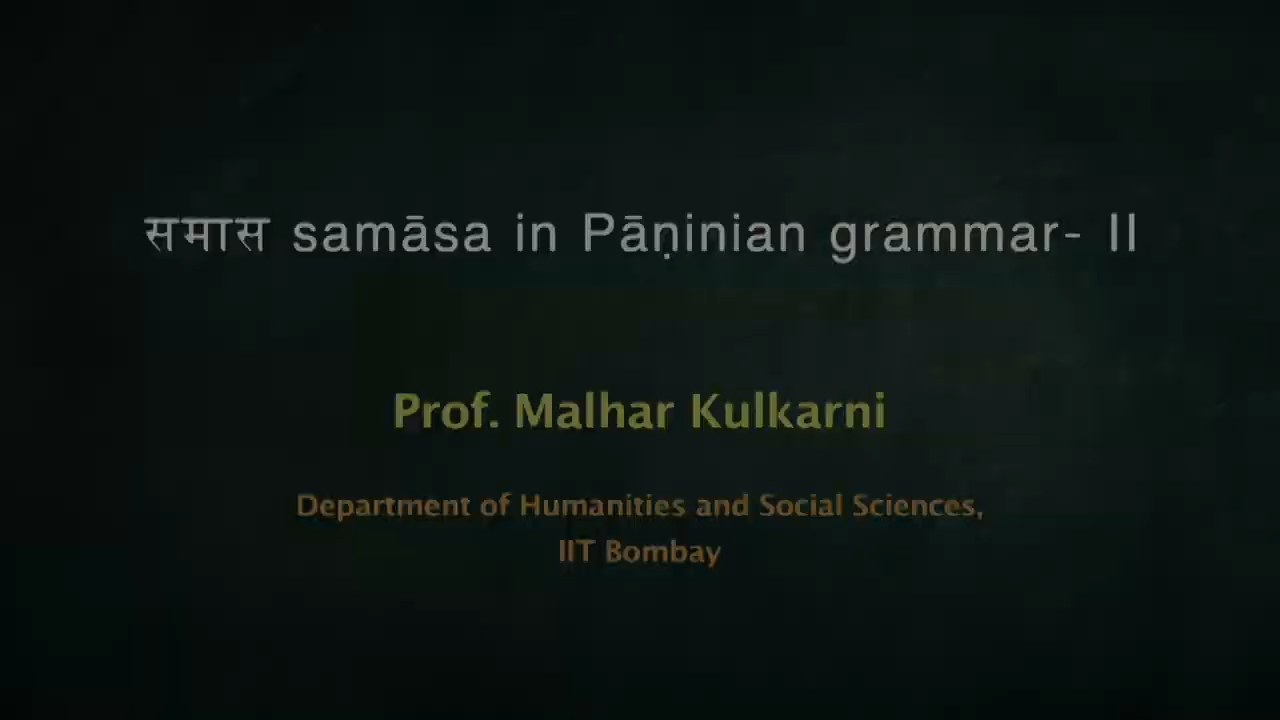 समास samāsa in Pāṇinian grammar- II
Prof. Malhar Kulkarni
Department of Humanities and Social Sciences,
IIT Bombay